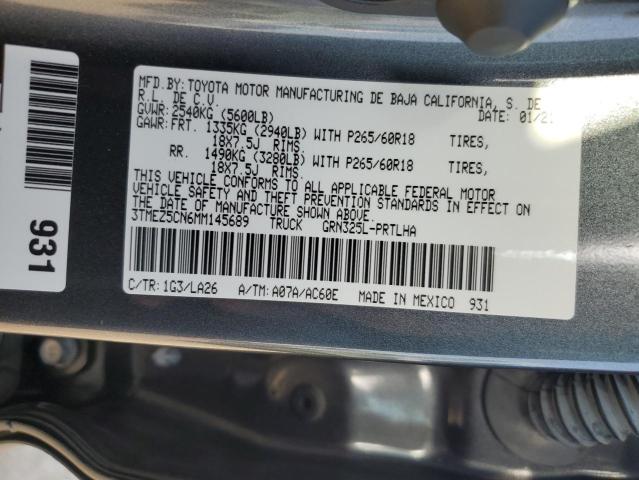 MFD.BY: TOYOTA MOTOR MANUFACTURING DE BAJA CALIFORNIA, S. DE
R.L. DE C.V.
GVWR: 2540KG (5600LB) DATE: 01/21
GAWR: FRT. 1335KG (2940LB) WITH P265/60R18 TIRES,
18X7.5J RIMS.
RR. 1490KG (3280LB) WITH P265/60R18 TIRES,
18X7.5J RIMS.
THIS VEHICLE CONFORMS TO ALL APPLICABLE FEDERAL MOTOR
VEHICLE SAFETY AND THEFT PREVENTION STANDARDS IN EFFECT ON
THE DATE OF MANUFACTURE SHOWN ABOVE.
3TMEZ5CN6MM145689 TRUCK GRN325L-PRTLHA
C/TR: 1G3/LA26 A/TM: A07A/AC60E MADE IN MEXICO 931
931